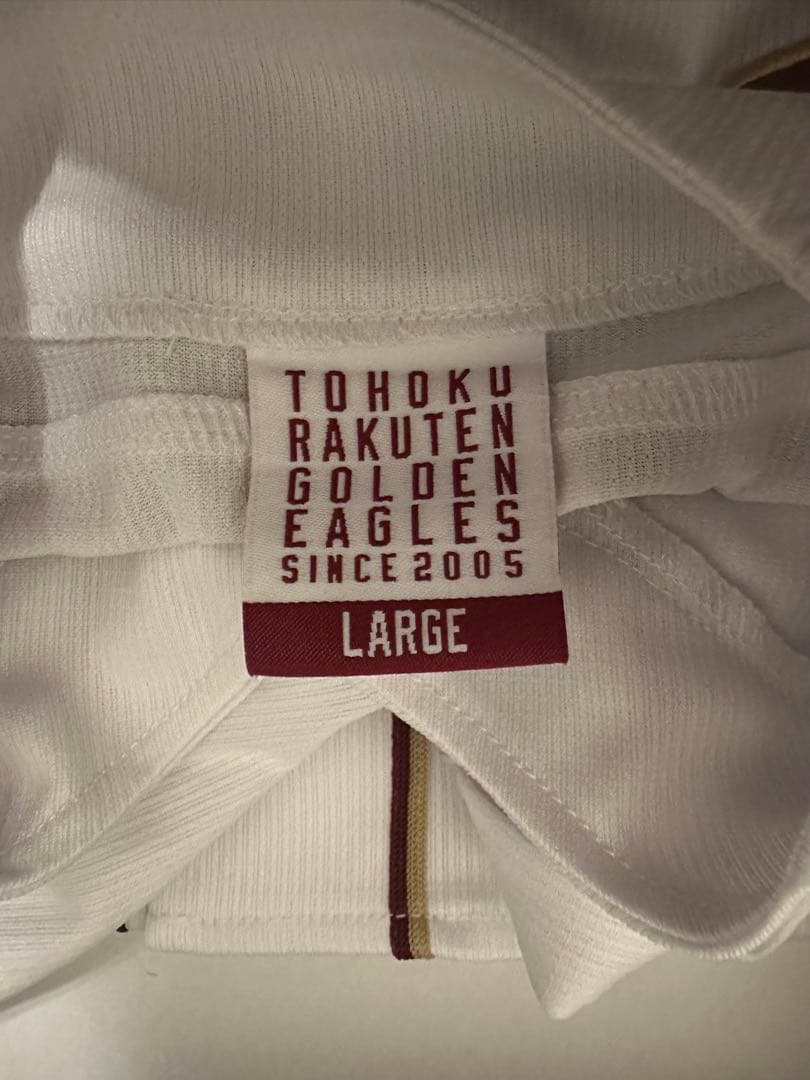 TOHOKU
RAKUTEN
GOLDEN
EAGLES
SINCE 2005
LARGE